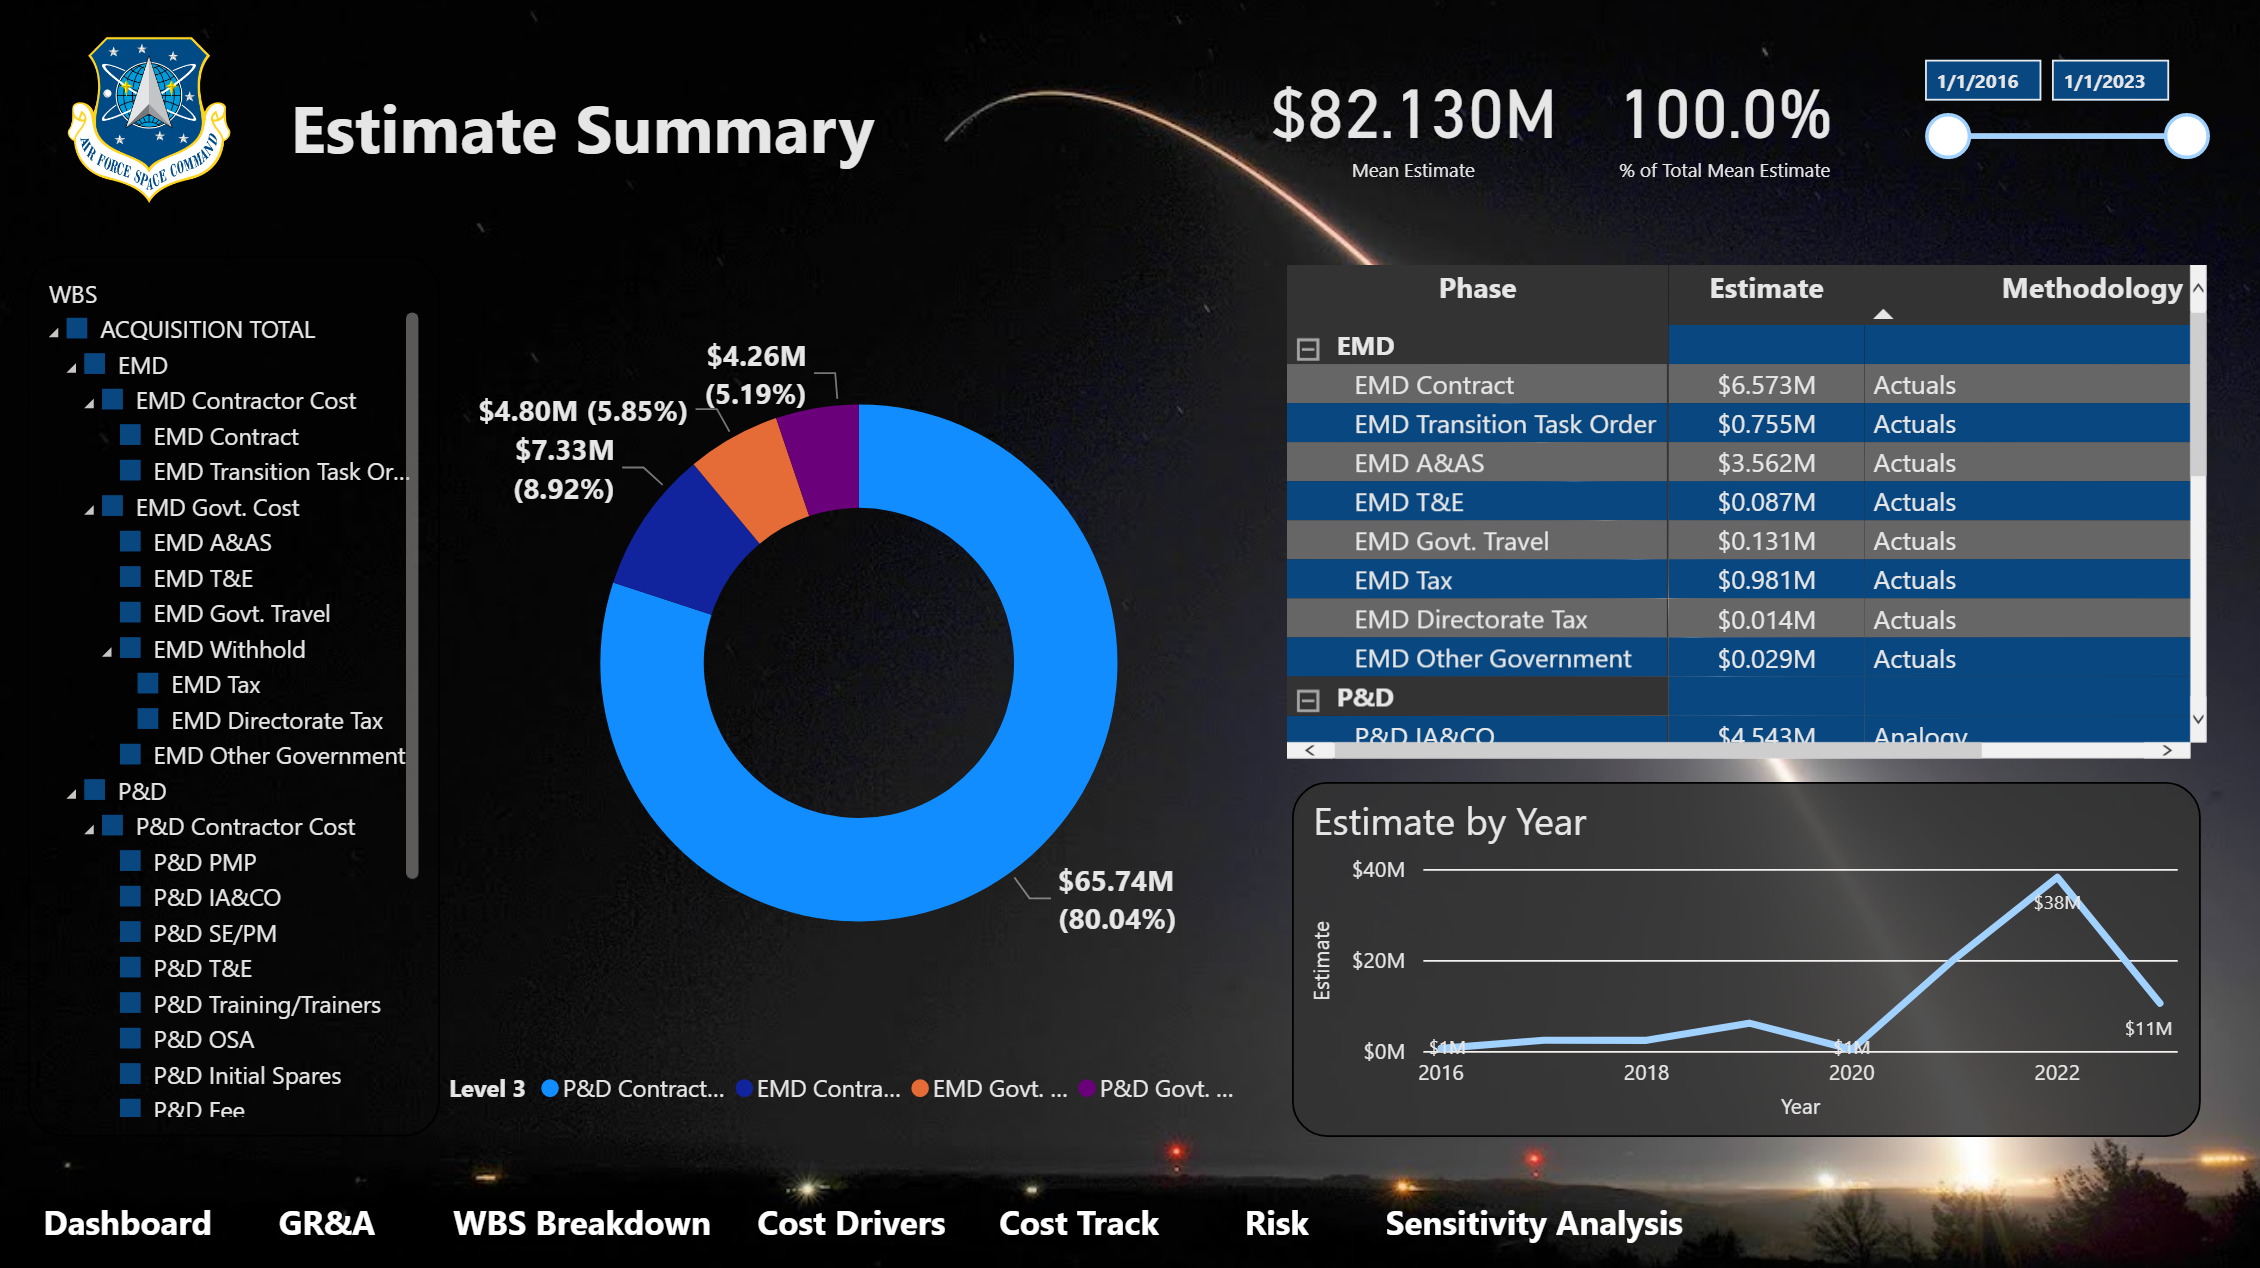 AIR FORCE SPACE COMMAND
Estimate Summary
$82.130M
Mean Estimate
100.0%
% of Total Mean Estimate
1/1/2016
1/1/2023
WBS
ACQUISITION TOTAL
EMD
EMD Contractor Cost
EMD Contract
EMD Transition Task Or...
EMD Govt. Cost
EMD A&AS
EMD T&E
EMD Govt. Travel
EMD Withhold
EMD Tax
EMD Directorate Tax
EMD Other Government
P&D
P&D Contractor Cost
P&D PMP
P&D IA&CO
P&D SE/PM
P&D T&E
P&D Training/Trainers
P&D OSA
P&D Initial Spares
P&D Fee
$4.26M
(5.19%)
$4.80M (5.85%)
$7.33M
(8.92%)
$65.74M
(80.04%)
Level 3 P&D Contract... EMD Contra... EMD Govt. ... P&D Govt. ...
Phase Estimate Methodology
EMD
EMD Contract $6.573M Actuals
EMD Transition Task Order $0.755M Actuals
EMD A&AS $3.562M Actuals
EMD T&E $0.087M Actuals
EMD Govt. Travel $0.131M Actuals
EMD Tax $0.981M Actuals
EMD Directorate Tax $0.014M Actuals
EMD Other Government $0.029M Actuals
P&D
P&D IA&CO $4.543M Analogy
Estimate by Year
Estimate
$40M
$20M
$0M
$1M
$1M
$38M
$11M
2016 2018 2020 2022
Year
Dashboard GR&A WBS Breakdown Cost Drivers Cost Track Risk Sensitivity Analysis